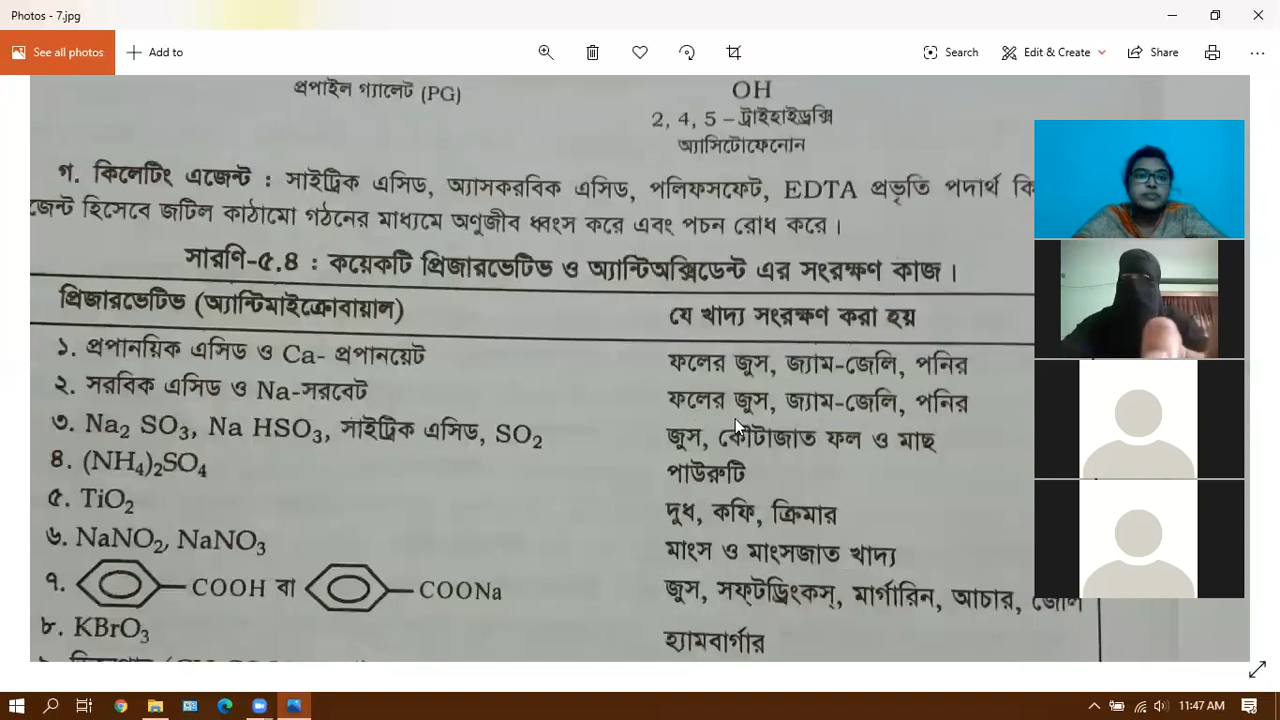 Photos - 7.jpg
See all photos
Add to
Search
Edit & Create
Share
প্রপাইল গ্যালেট (PG)
OH
2, 4, 5 – ট্রাইহাইড্রক্সি
অ্যাসিটোফেনোন
গ. কিলেটিং এজেন্ট : সাইট্রিক এসিড, অ্যাসকরবিক এসিড, পলিফসফেট, EDTA প্রভৃতি পদার্থ
জেন্ট হিসেবে জটিল কাঠামো গঠনের মাধ্যমে অণুজীব ধ্বংস করে এবং পচন রোধ করে।
সারণি-৫.৪ : কয়েকটি প্রিজারভেটিভ ও অ্যান্টিঅক্সিডেন্ট এর সংরক্ষণ কাজ।
প্রিজারভেটিভ (অ্যান্টিমাইক্রোবায়াল) যে খাদ্য সংরক্ষণ করা হয়
১. প্রপানয়িক এসিড ও Ca- প্রপানয়েট ফলের জুস, জ্যাম-জেলি, পনির
২. সরবিক এসিড ও Na-সরবেট ফলের জুস, জ্যাম-জেলি, পনির
৩. Na₂ SO₃, Na HSO₃, সাইট্রিক এসিড, SO₂ জুস, কৌটাজাত ফল ও মাছ
৪. (NH₄)₂SO₄ পাউরুটি
৫. TiO₂ দুধ, কফি, ক্রিমার
৬. NaNO₂, NaNO₃ মাংস ও মাংসজাত খাদ্য
৭. COOH বা COONa জুস, সফ্টড্রিংকস্, মার্গারিন, আচার, জেলি
৮. KBrO₃ হ্যামবার্গার
11:47 AM